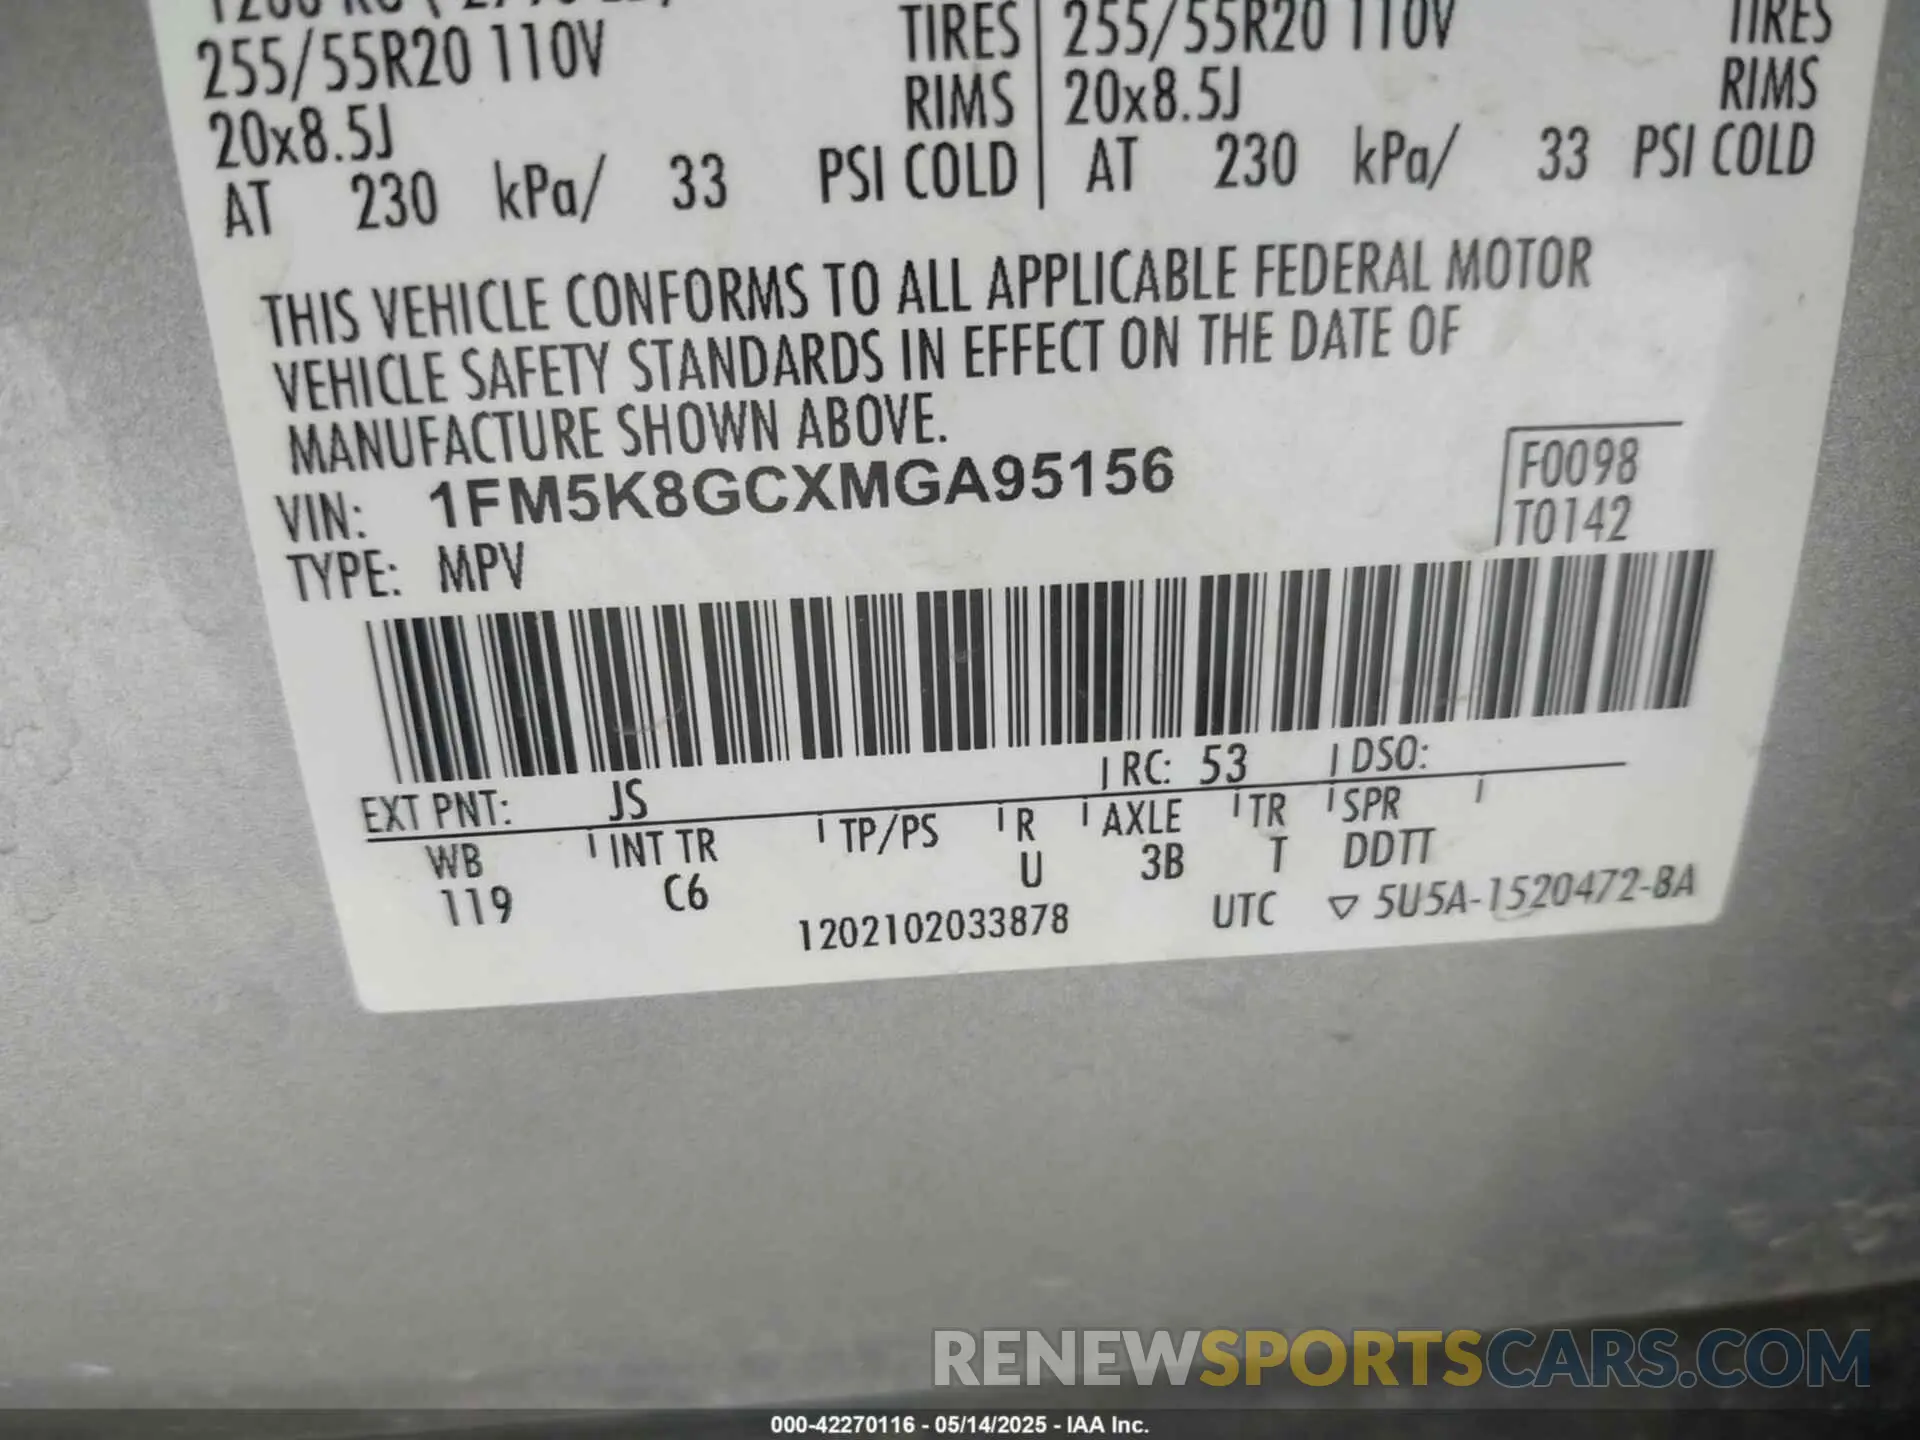 255/55R20 110V TIRES 255/55R20 110V TIRES
20x8.5J RIMS 20x8.5J RIMS
AT 230 kPa/ 33 PSI COLD AT 230 kPa/ 33 PSI COLD
THIS VEHICLE CONFORMS TO ALL APPLICABLE FEDERAL MOTOR
VEHICLE SAFETY STANDARDS IN EFFECT ON THE DATE OF
MANUFACTURE SHOWN ABOVE.
VIN: 1FM5K8GCXMGA95156 F0098
TYPE: MPV T0142
EXT PNT: JS RC: 53 DSO:
WB INT TR TP/PS R AXLE TR SPR
119 C6 U 3B T DDTT
1202102033878 UTC ▽ 5U5A-1520472-BA
RENEWSPORTSCARS.COM
000-42270116 - 05/14/2025 - IAA Inc.